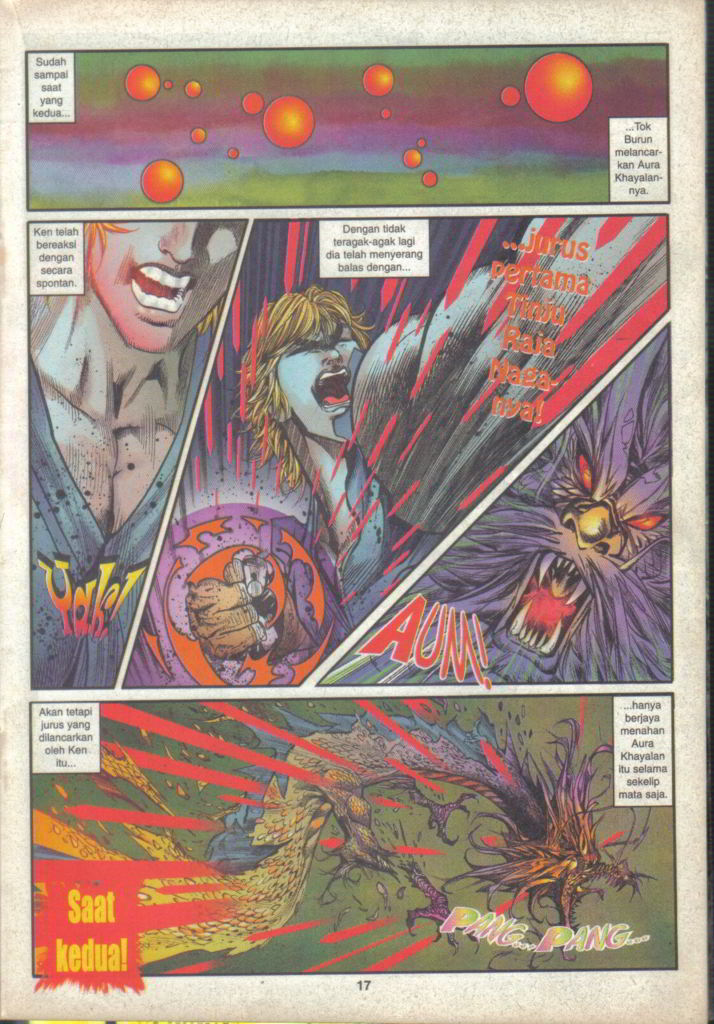 Sudah
sampai
saat
yang
kedua...
...Tok
Burun
melancar-
kan Aura
Khayalan-
nya.
Ken telah
bereaksi
dengan
secara
spontan.
Dengan tidak
teragak-agak lagi
dia telah menyerang
balas dengan...
...jurus
pertama
Tinju
Raja
Naga-
nya!
Yah!
AUM!
Akan tetapi
jurus yang
dilancarkan
oleh Ken
itu...
...hanya
berjaya
menahan
Aura
Khayalan
itu selama
sekelip
mata saja.
Saat
kedua!
PANG... PANG...
17